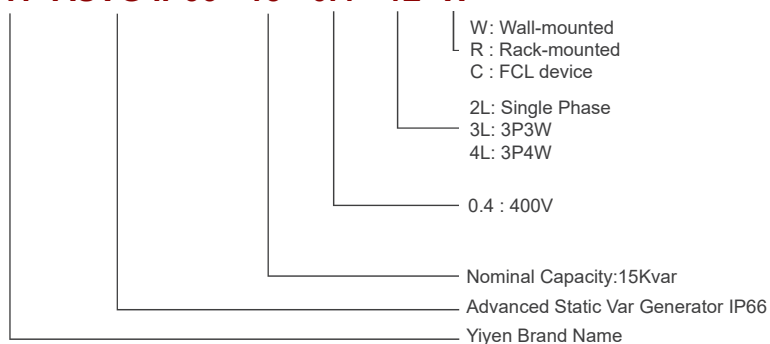 W: Wall-mounted
R : Rack-mounted
C : FCL device
2L: Single Phase
3L: 3P3W
4L: 3P4W
0.4 : 400V
Nominal Capacity:15Kvar
Advanced Static Var Generator IP66
Yiyen Brand Name